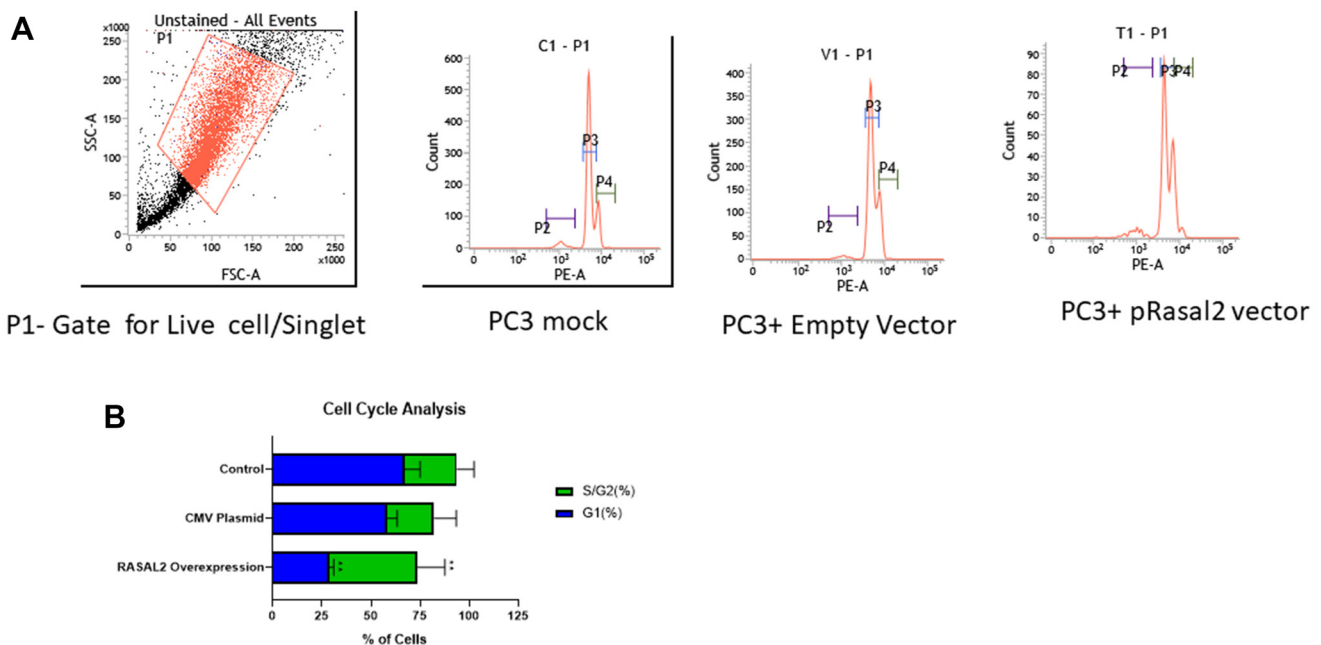 A
Unstained - All Events
x1000
P1
250
200
150
100
50
0
SSC-A
0 50 100 150 200 250
x1000
FSC-A
P1- Gate for Live cell/Singlet
C1 - P1
600
500
400
300
200
100
0
Count
P3
P4
P2
0 10² 10³ 10⁴ 10⁵
PE-A
PC3 mock
V1 - P1
400
350
300
250
200
150
100
50
0
Count
P3
P4
P2
0 10² 10³ 10⁴ 10⁵
PE-A
PC3+ Empty Vector
T1 - P1
90
80
70
60
50
40
30
20
10
0
Count
P2 P3 P4
0 10² 10³ 10⁴ 10⁵
PE-A
PC3+ pRasal2 vector
B
Cell Cycle Analysis
Control
CMV Plasmid
RASAL2 Overexpression
**
**
0 25 50 75 100 125
% of Cells
S/G2(%)
G1(%)